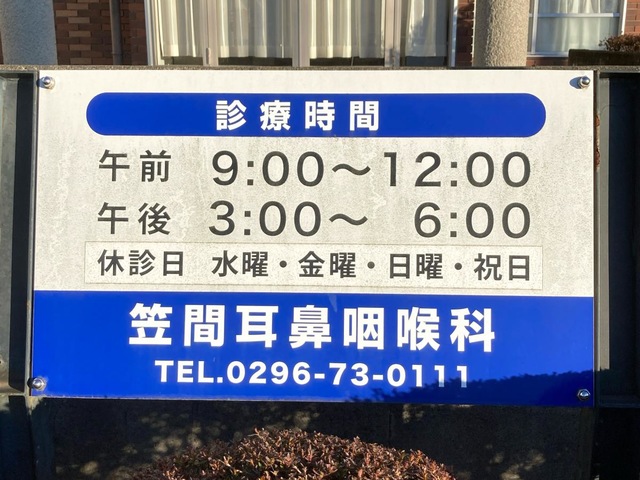 診療時間
午前 9:00～12:00
午後 3:00～ 6:00
休診日 水曜・金曜・日曜・祝日
笠間耳鼻咽喉科
TEL.0296-73-0111